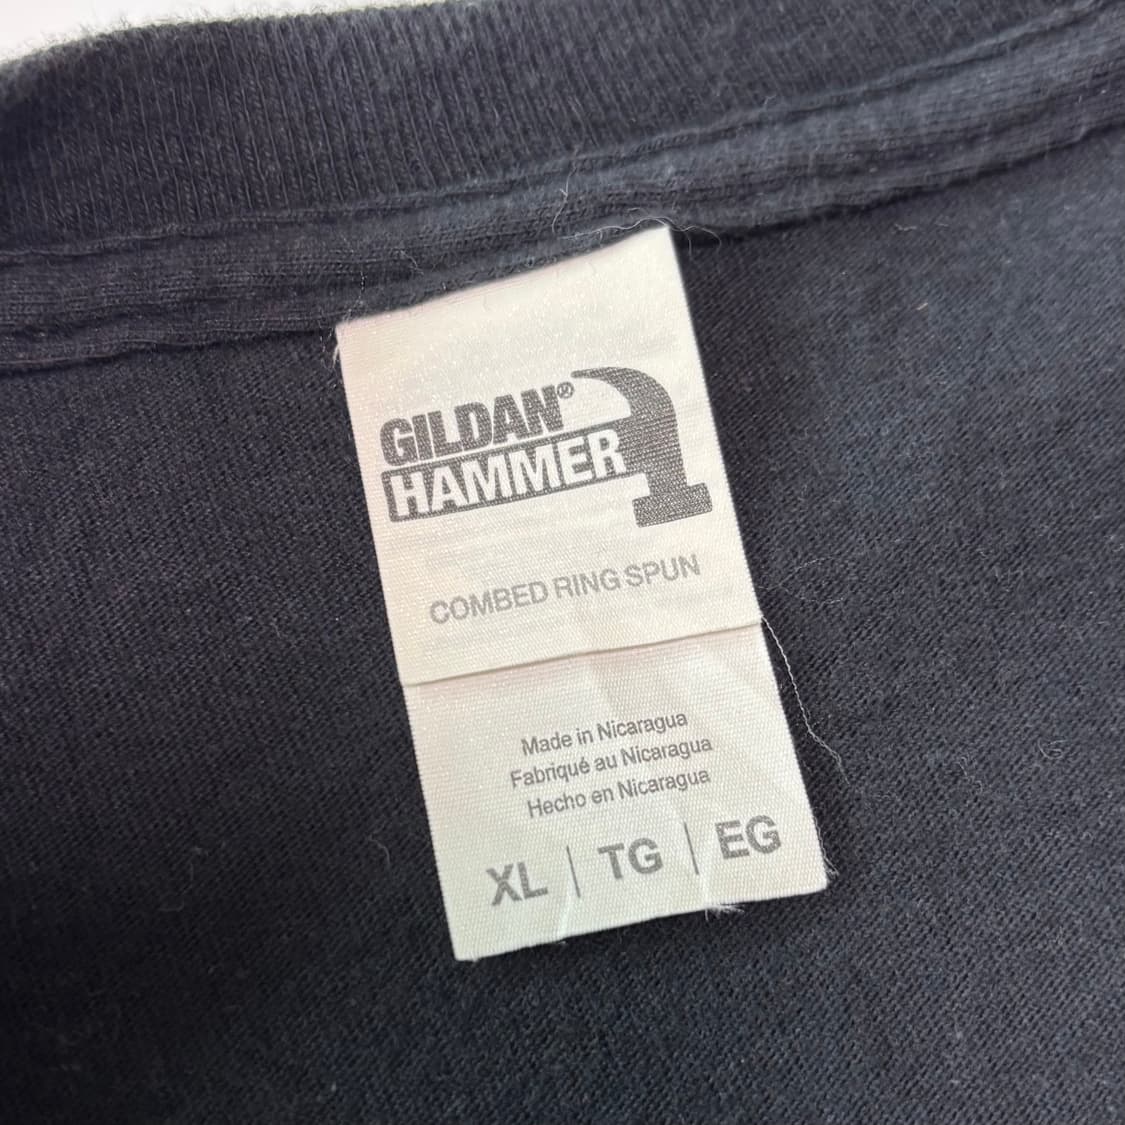 GILDAN®
HAMMER
COMBED RING SPUN
Made in Nicaragua
Fabriqué au Nicaragua
Hecho en Nicaragua
XL | TG | EG